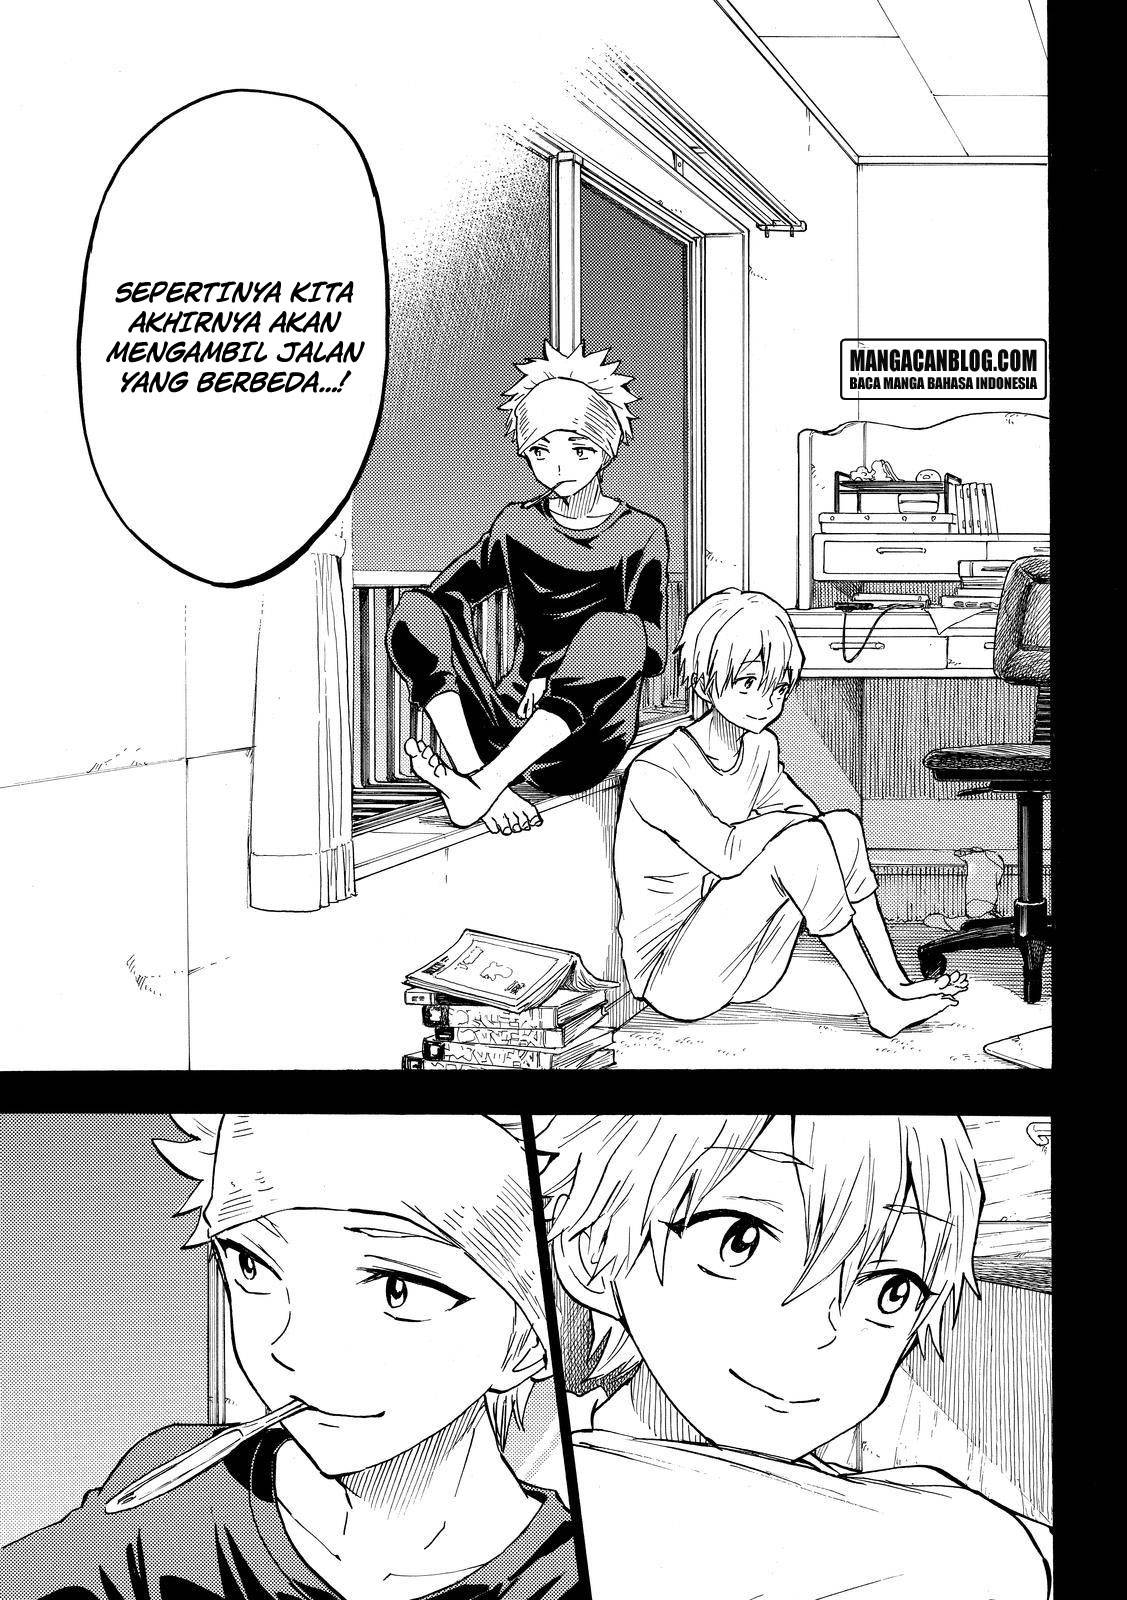 SEPERTINYA KITA
AKHIRNYA AKAN
MENGAMBIL JALAN
YANG BERBEDA...!
MANGACANBLOG.COM
BACA MANGA BAHASA INDONESIA